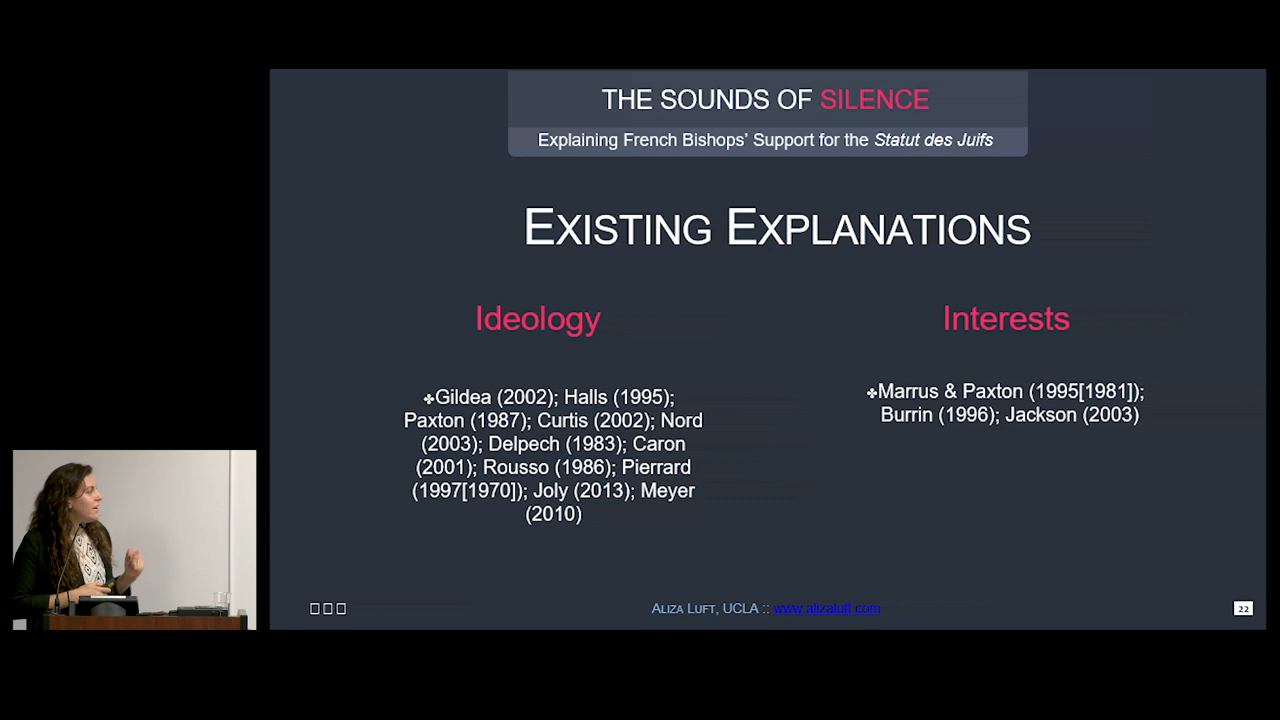 THE SOUNDS OF SILENCE
Explaining French Bishops' Support for the Statut des Juifs
EXISTING EXPLANATIONS
Ideology
Interests
✤Gildea (2002); Halls (1995);
Paxton (1987); Curtis (2002); Nord
(2003); Delpech (1983); Caron
(2001); Rousso (1986); Pierrard
(1997[1970]); Joly (2013); Meyer
(2010)
✤Marrus & Paxton (1995[1981]);
Burrin (1996); Jackson (2003)
ALIZA LUFT, UCLA :: www.alizaluft.com
22